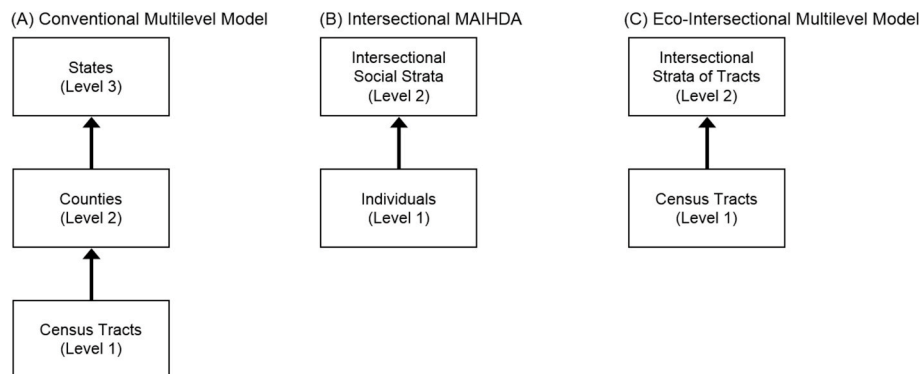 (A) Conventional Multilevel Model
States
(Level 3)
Counties
(Level 2)
Census Tracts
(Level 1)
(B) Intersectional MAIHDA
Intersectional
Social Strata
(Level 2)
Individuals
(Level 1)
(C) Eco-Intersectional Multilevel Model
Intersectional
Strata of Tracts
(Level 2)
Census Tracts
(Level 1)